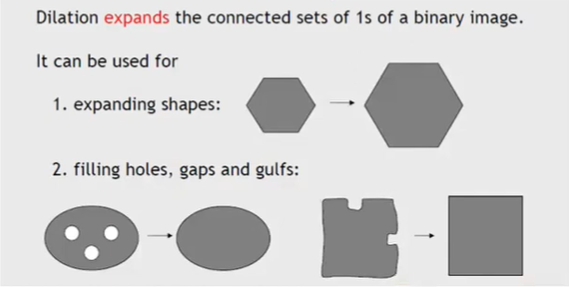 Dilation expands the connected sets of 1s of a binary image.
It can be used for
1. expanding shapes:
2. filling holes, gaps and gulfs: